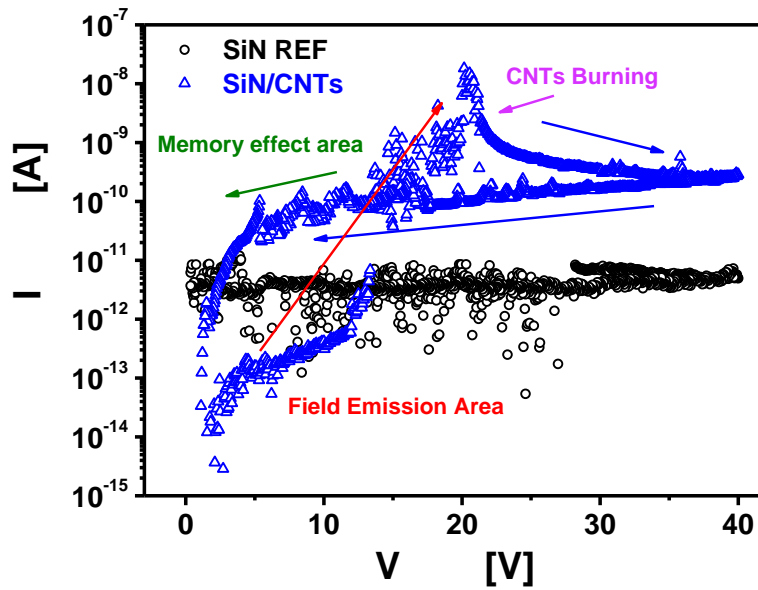 10⁻⁷
SiN REF
SiN/CNTs
10⁻⁸
CNTs Burning
10⁻⁹
Memory effect area
10⁻¹⁰
10⁻¹¹
10⁻¹²
10⁻¹³
Field Emission Area
10⁻¹⁴
10⁻¹⁵
I [A]
0 10 20 30 40
V [V]